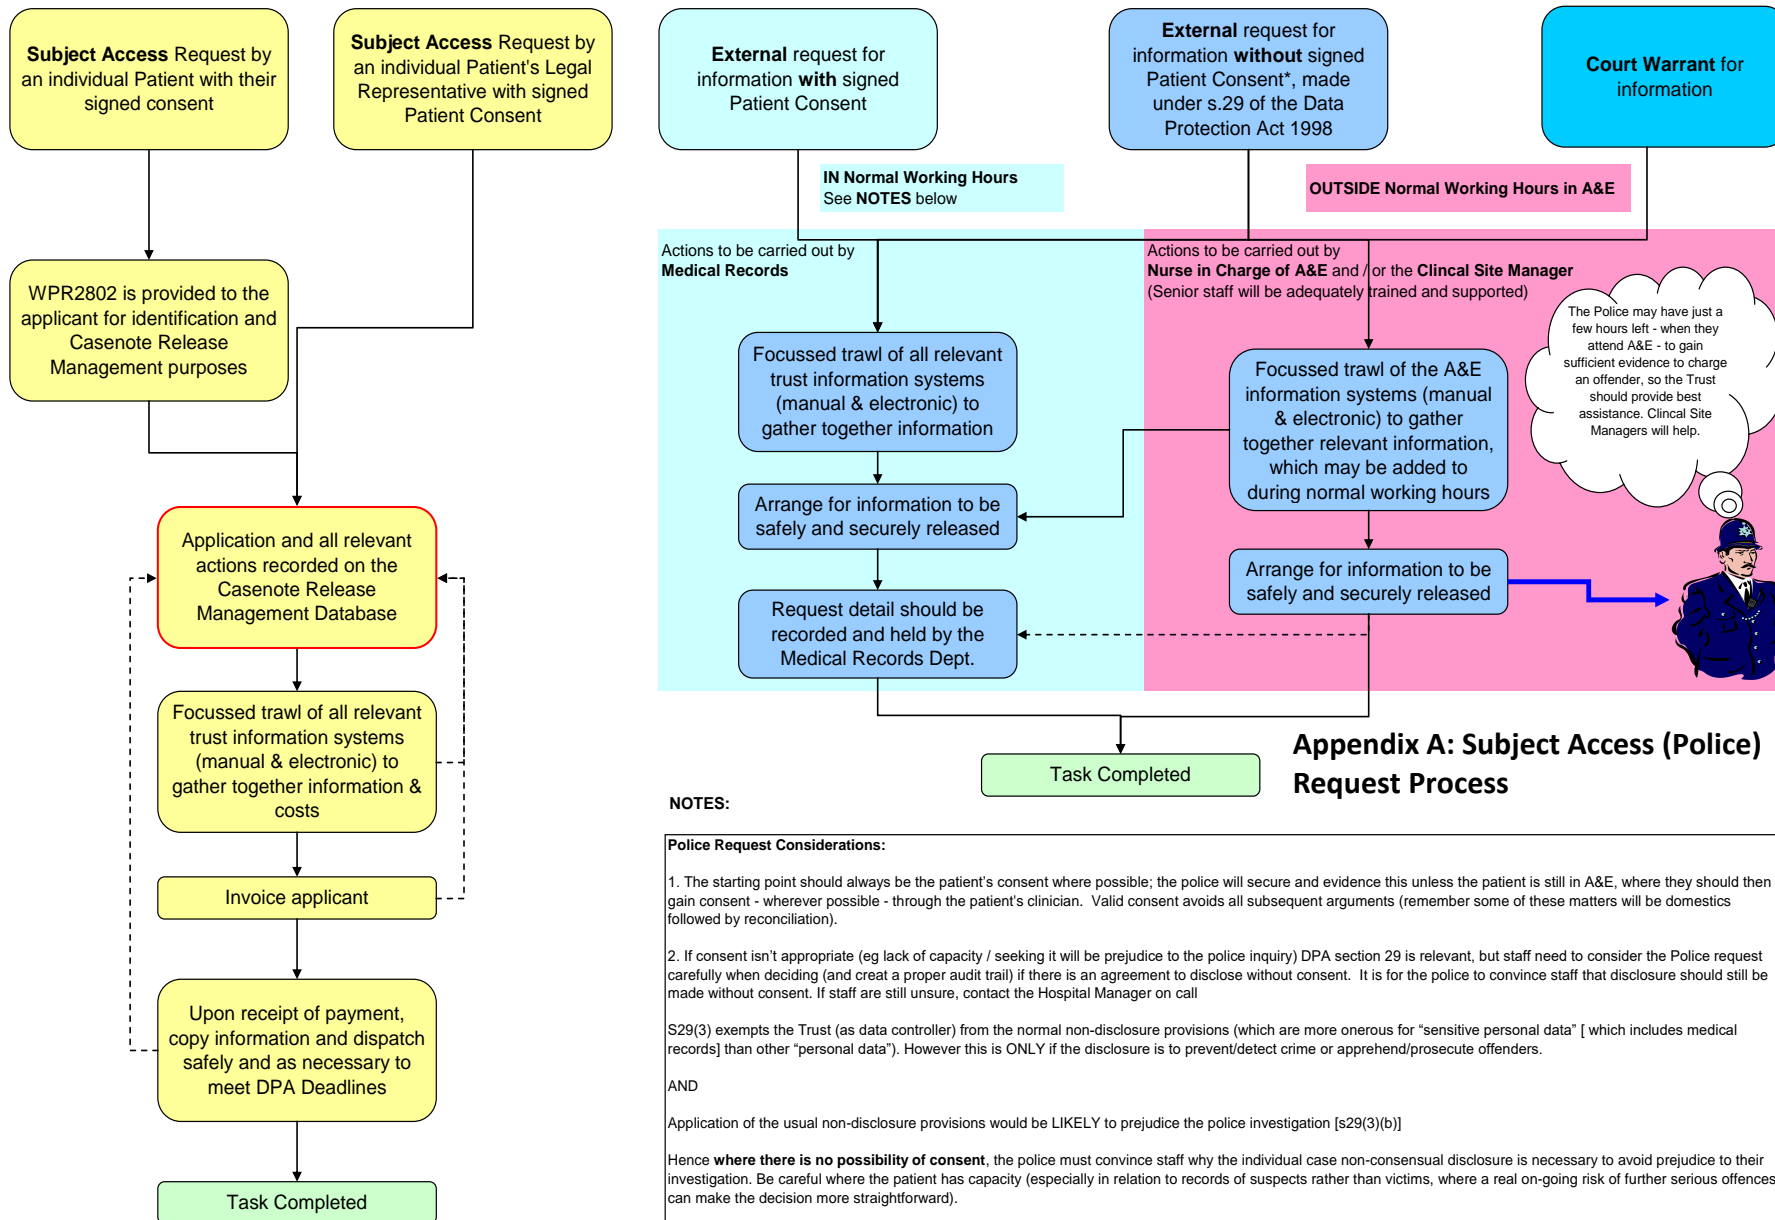 Subject Access Request by
an individual Patient with their
signed consent
Subject Access Request by
an individual Patient's Legal
Representative with signed
Patient Consent
External request for
information with signed
Patient Consent
External request for
information without signed
Patient Consent*, made
under s.29 of the Data
Protection Act 1998
Court Warrant for
information
IN Normal Working Hours
See NOTES below
OUTSIDE Normal Working Hours in A&E
WPR2802 is provided to the
applicant for identification and
Casenote Release
Management purposes
Application and all relevant
actions recorded on the
Casenote Release
Management Database
Focussed trawl of all relevant
trust information systems
(manual & electronic) to
gather together information &
costs
Invoice applicant
Upon receipt of payment,
copy information and dispatch
safely and as necessary to
meet DPA Deadlines
Task Completed
Actions to be carried out by
Medical Records
Focussed trawl of all relevant
trust information systems
(manual & electronic) to
gather together information
Arrange for information to be
safely and securely released
Request detail should be
recorded and held by the
Medical Records Dept.
Actions to be carried out by
Nurse in Charge of A&E and / or the Clincal Site Manager
(Senior staff will be adequately trained and supported)
Focussed trawl of the A&E
information systems (manual
& electronic) to gather
together relevant information,
which may be added to
during normal working hours
Arrange for information to be
safely and securely released
The Police may have just a
few hours left - when they
attend A&E - to gain
sufficient evidence to charge
an offender, so the Trust
should provide best
assistance. Clincal Site
Managers will help.
Task Completed
Appendix A: Subject Access (Police)
Request Process
NOTES:
Police Request Considerations:
1. The starting point should always be the patient's consent where possible; the police will secure and evidence this unless the patient is still in A&E, where they should then
gain consent - wherever possible - through the patient's clinician. Valid consent avoids all subsequent arguments (remember some of these matters will be domestics
followed by reconciliation).
2. If consent isn't appropriate (eg lack of capacity / seeking it will be prejudice to the police inquiry) DPA section 29 is relevant, but staff need to consider the Police request
carefully when deciding (and creat a proper audit trail) if there is an agreement to disclose without consent. It is for the police to convince staff that disclosure should still be
made without consent. If staff are still unsure, contact the Hospital Manager on call
S29(3) exempts the Trust (as data controller) from the normal non-disclosure provisions (which are more onerous for “sensitive personal data” [ which includes medical
records] than other “personal data”). However this is ONLY if the disclosure is to prevent/detect crime or apprehend/prosecute offenders.
AND
Application of the usual non-disclosure provisions would be LIKELY to prejudice the police investigation [s29(3)(b)]
Hence where there is no possibility of consent, the police must convince staff why the individual case non-consensual disclosure is necessary to avoid prejudice to their
investigation. Be careful where the patient has capacity (especially in relation to records of suspects rather than victims, where a real on-going risk of further serious offences
can make the decision more straightforward).